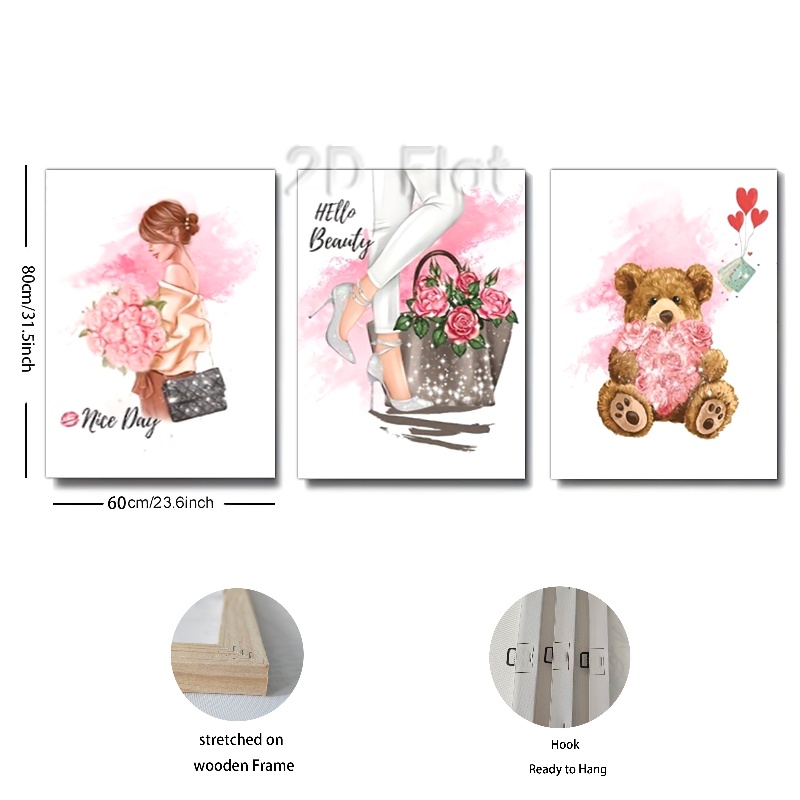 2D Flat
HEllo
Beauty
Nice Day
80cm/31.5inch
60cm/23.6inch
stretched on
wooden Frame
Hook
Ready to Hang